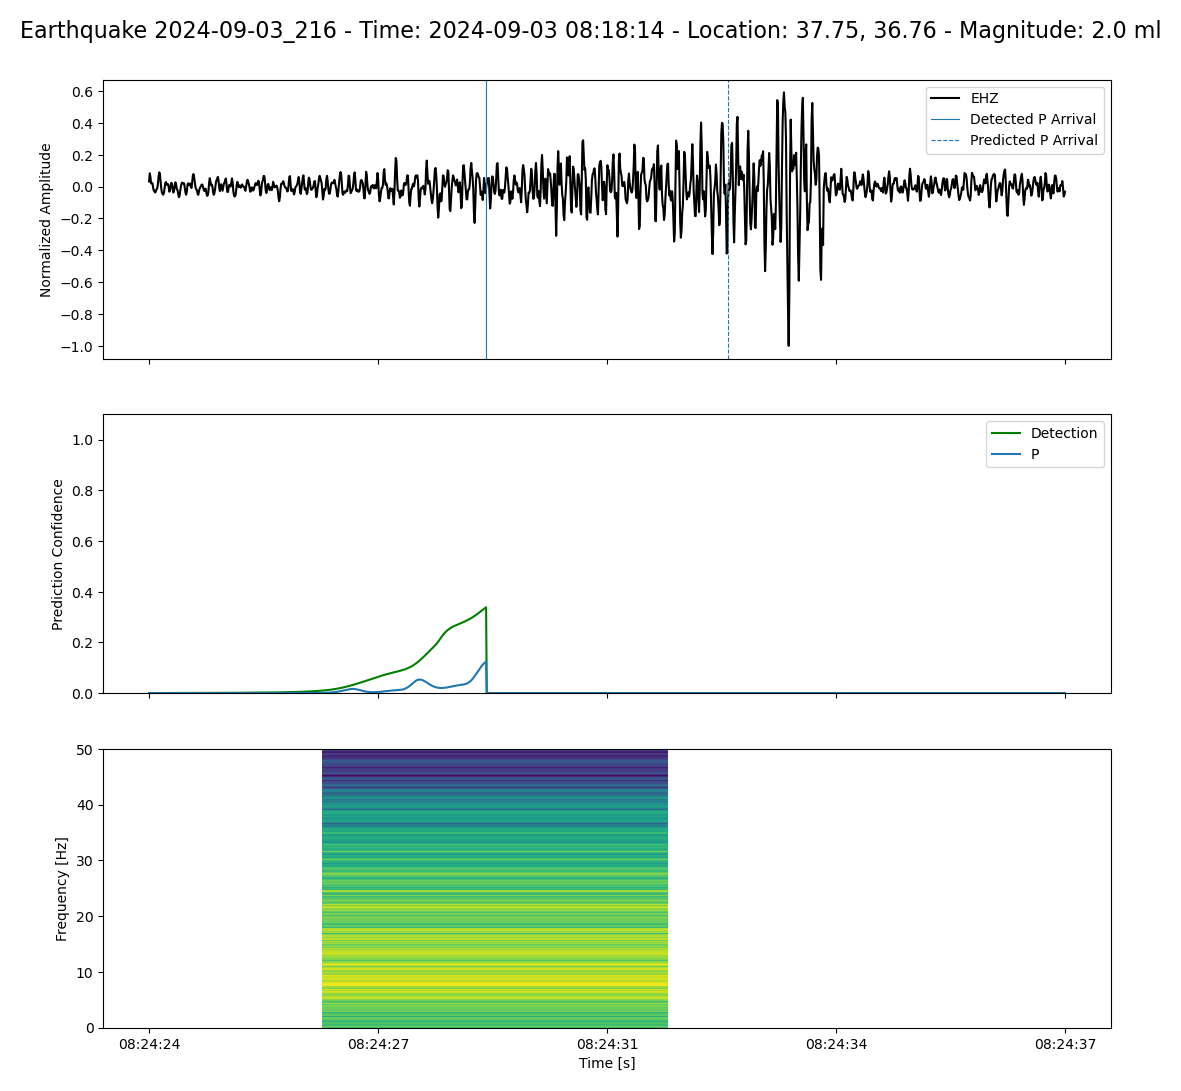 Earthquake 2024-09-03_216 - Time: 2024-09-03 08:18:14 - Location: 37.75, 36.76 - Magnitude: 2.0 ml
Normalized Amplitude
0.6
0.4
0.2
0.0
−0.2
−0.4
−0.6
−0.8
−1.0
EHZ
Detected P Arrival
Predicted P Arrival
Prediction Confidence
1.0
0.8
0.6
0.4
0.2
0.0
Detection
P
Frequency [Hz]
50
40
30
20
10
0
08:24:24
08:24:27
08:24:31
08:24:34
08:24:37
Time [s]